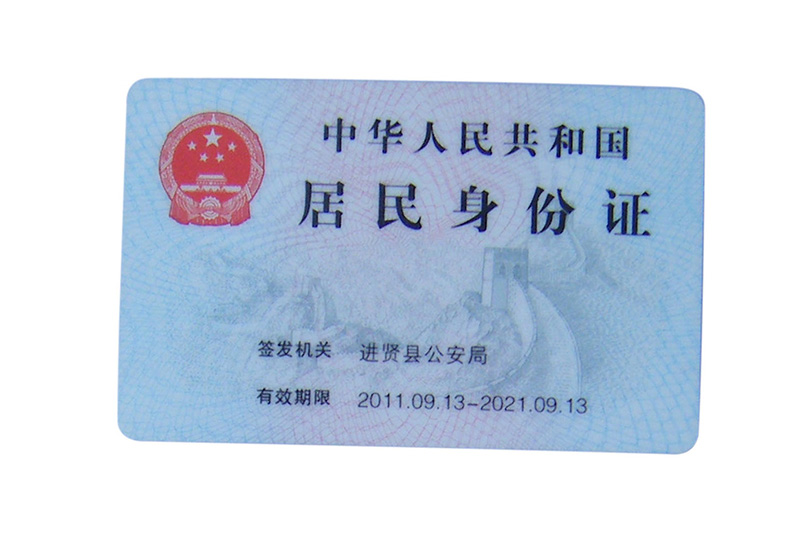 中华人民共和国
居民身份证
签发机关 进贤县公安局
有效期限 2011.09.13-2021.09.13